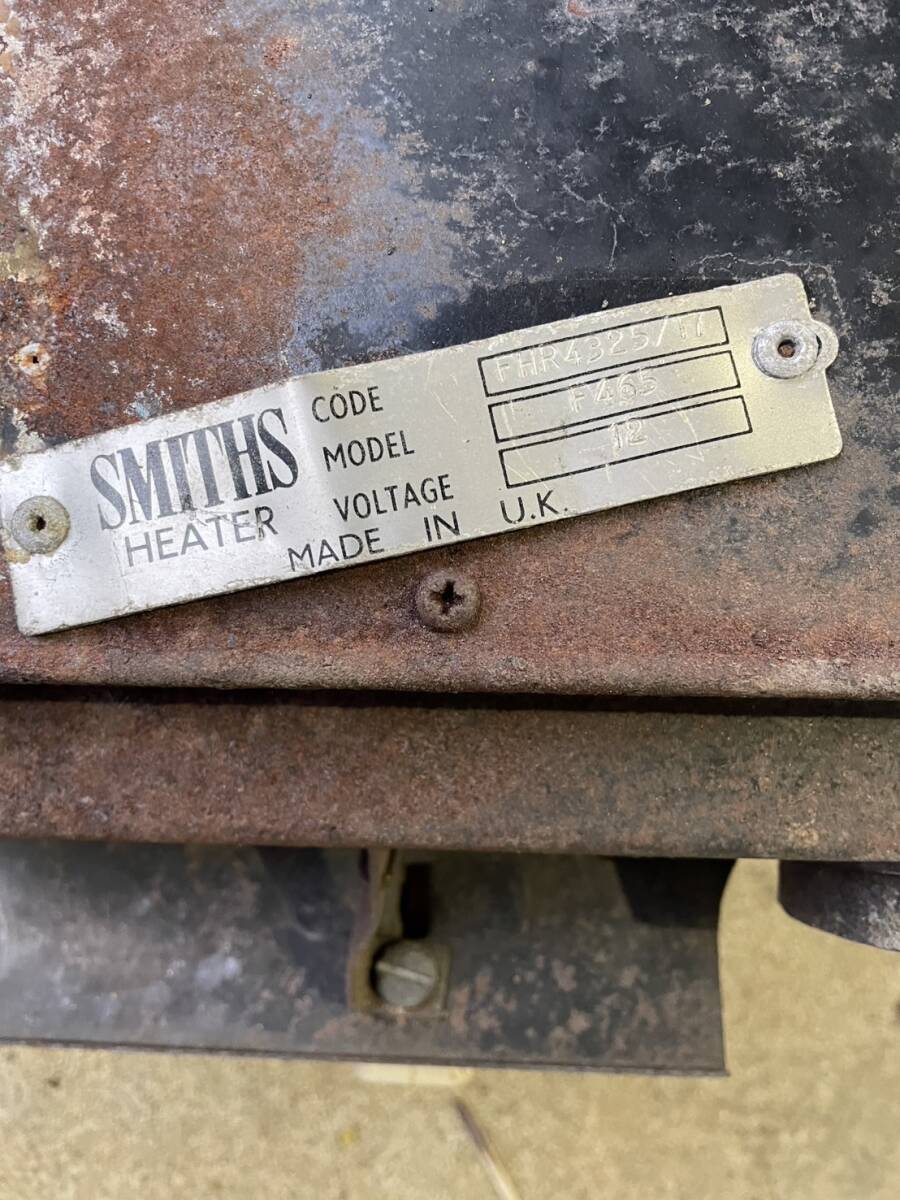 SMITHS
HEATER
CODE FHR4325/17
MODEL F465
VOLTAGE 12
MADE IN U.K.